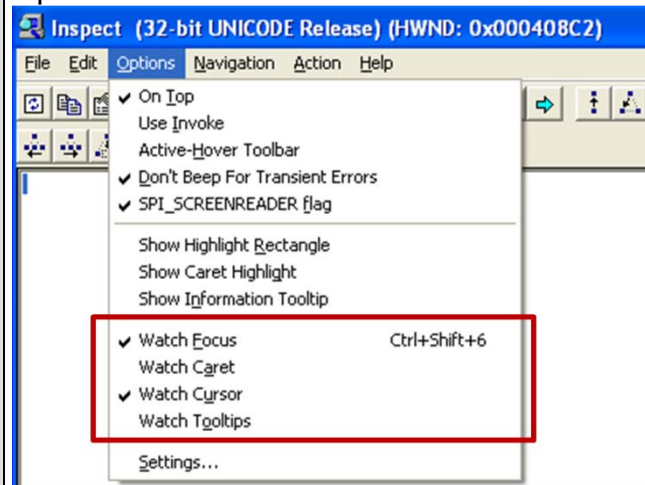 Inspect (32-bit UNICODE Release) (HWND: 0x000408C2)
File Edit Options Navigation Action Help
On Top
Use Invoke
Active-Hover Toolbar
Don't Beep For Transient Errors
SPI_SCREENREADER flag
Show Highlight Rectangle
Show Caret Highlight
Show Information Tooltip
Watch Focus Ctrl+Shift+6
Watch Caret
Watch Cursor
Watch Tooltips
Settings...